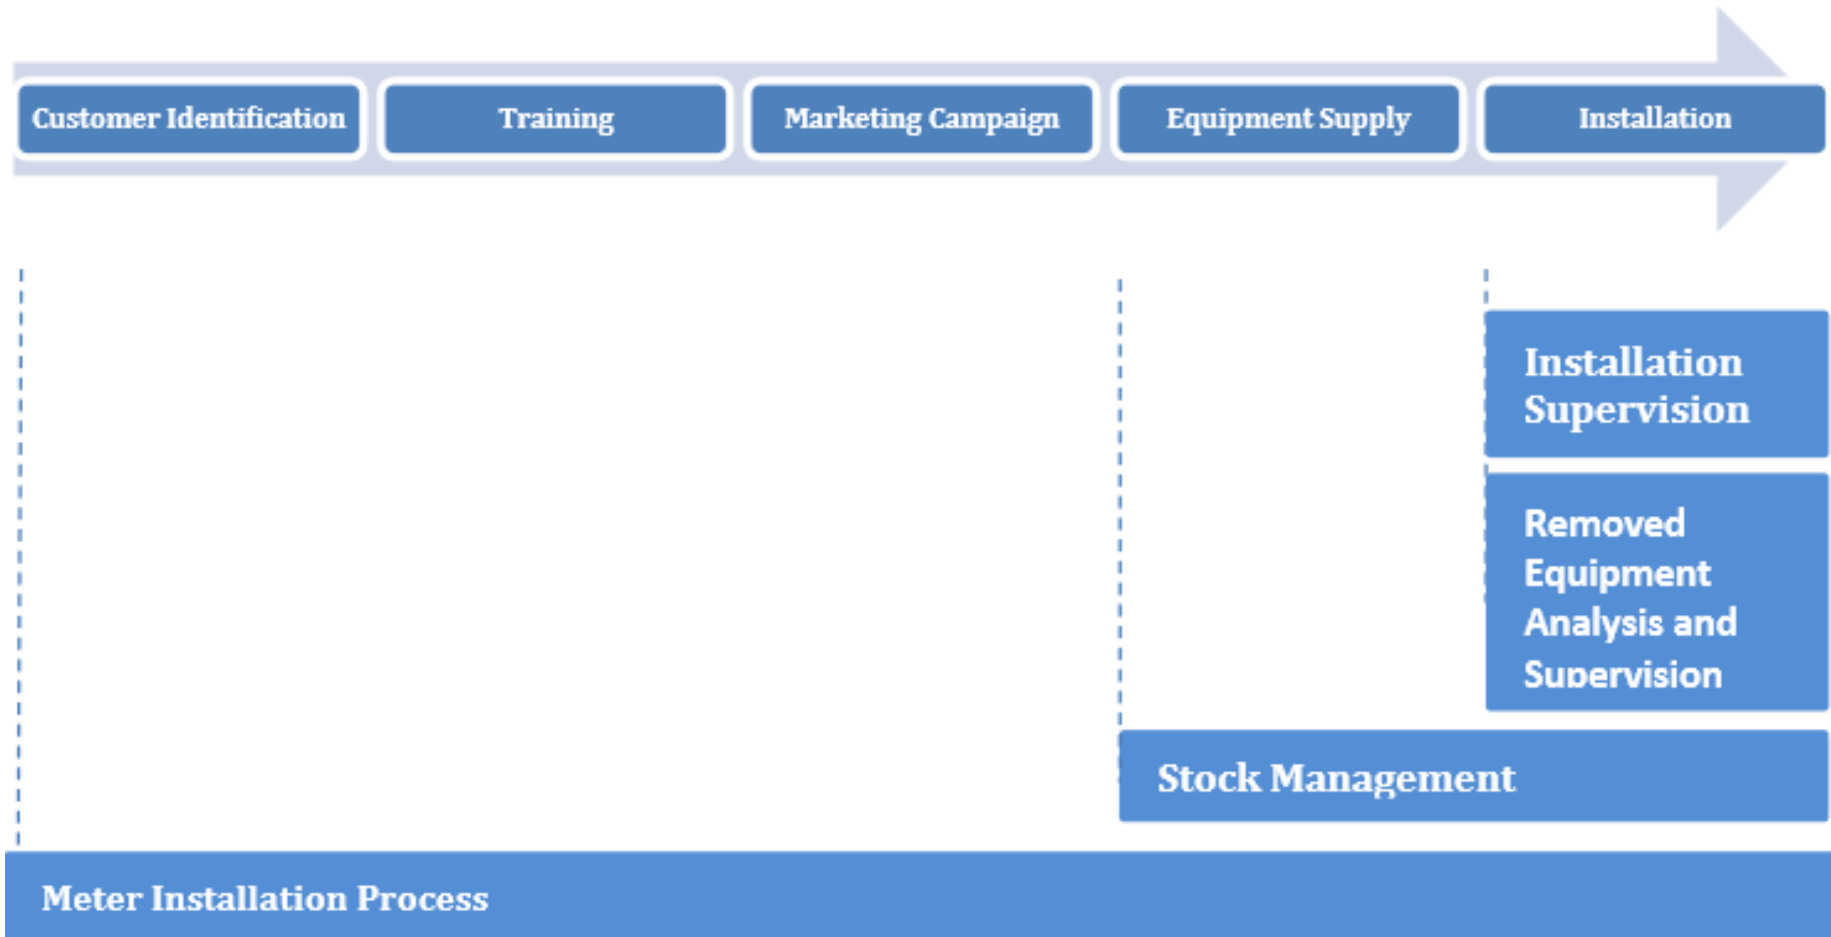 Customer Identification
Training
Marketing Campaign
Equipment Supply
Installation
Installation
Supervision
Removed
Equipment
Analysis and
Supervision
Stock Management
Meter Installation Process